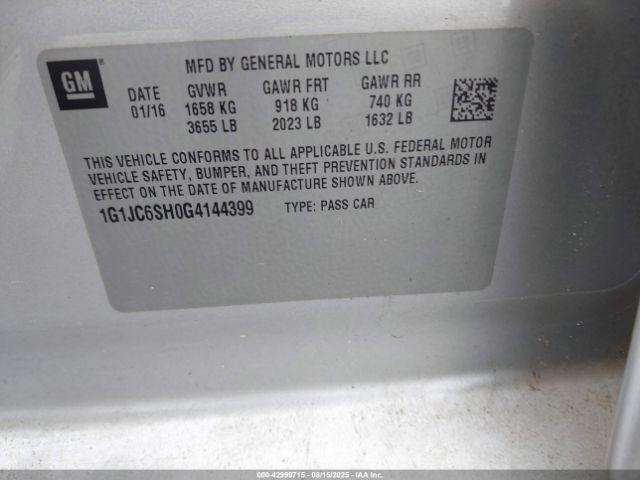 GM
MFD BY GENERAL MOTORS LLC
DATE GVWR GAWR FRT GAWR RR
01/16 1658 KG 918 KG 740 KG
3655 LB 2023 LB 1632 LB
THIS VEHICLE CONFORMS TO ALL APPLICABLE U.S. FEDERAL MOTOR
VEHICLE SAFETY, BUMPER, AND THEFT PREVENTION STANDARDS IN
EFFECT ON THE DATE OF MANUFACTURE SHOWN ABOVE.
1G1JC6SH0G4144399 TYPE: PASS CAR
000-42999715 - 08/15/2025 - IAA Inc.